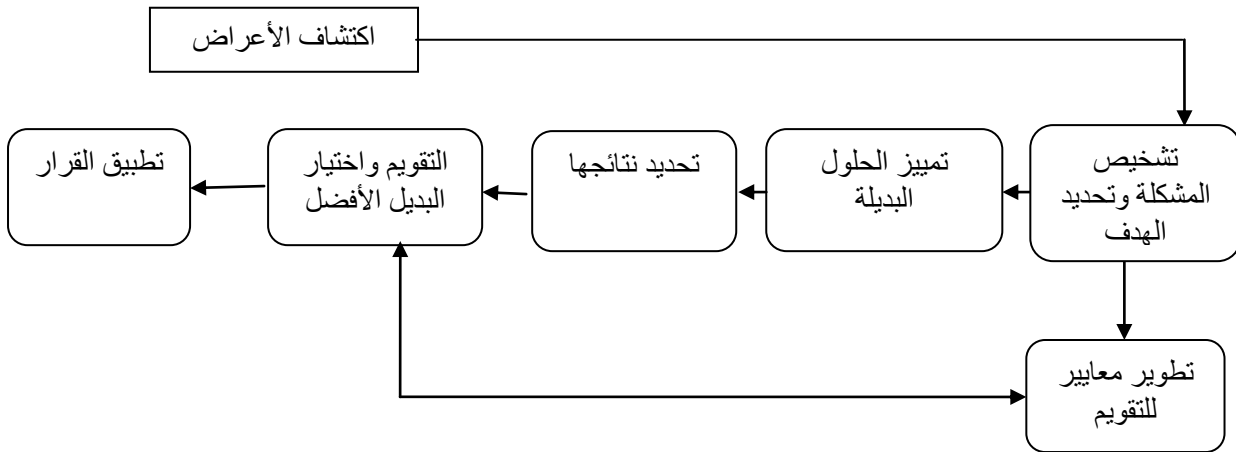 اكتشاف الأعراض
تشخيص
المشكلة وتحديد
الهدف
تمييز الحلول
البديلة
تحديد نتائجها
التقويم واختيار
البديل الأفضل
تطبيق القرار
تطوير معايير
للتقويم